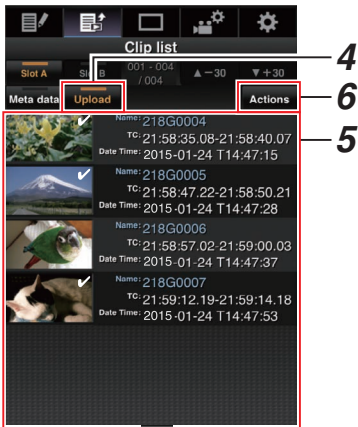 Clip list
Slot A Slot B 001 - 004 / 004 ▲−30 ▼+30
Meta data Upload Actions
4
6
5
Name: 218G0004
TC: 21:58:35.08-21:58:40.07
Date Time: 2015-01-24 T14:47:15
Name: 218G0005
TC: 21:58:47.22-21:58:50.21
Date Time: 2015-01-24 T14:47:28
Name: 218G0006
TC: 21:58:57.02-21:59:00.03
Date Time: 2015-01-24 T14:47:37
Name: 218G0007
TC: 21:59:12.19-21:59:14.18
Date Time: 2015-01-24 T14:47:53